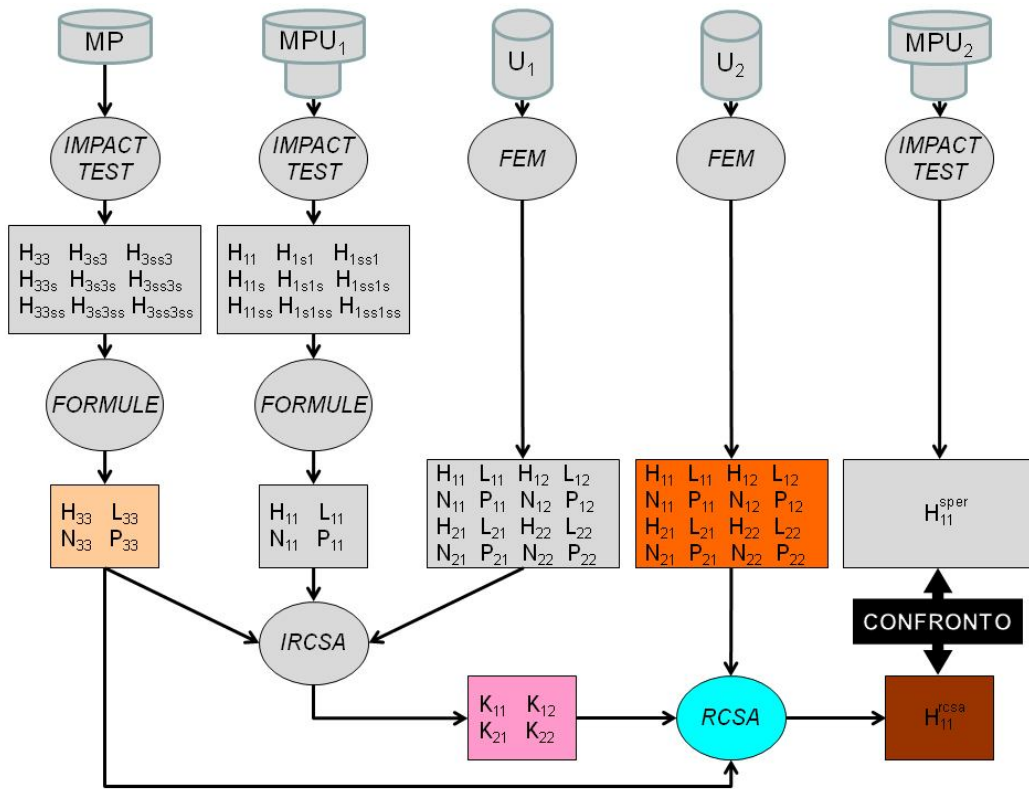 MP
MPU₁
U₁
U₂
MPU₂
IMPACT
TEST
IMPACT
TEST
FEM
FEM
IMPACT
TEST
H₃₃ H₃ₛ₃ H₃ₛₛ₃
H₃₃ₛ H₃ₛ₃ₛ H₃ₛₛ₃ₛ
H₃₃ₛₛ H₃ₛ₃ₛₛ H₃ₛₛ₃ₛₛ
H₁₁ H₁ₛ₁ H₁ₛₛ₁
H₁₁ₛ H₁ₛ₁ₛ H₁ₛₛ₁ₛ
H₁₁ₛₛ H₁ₛ₁ₛₛ H₁ₛₛ₁ₛₛ
FORMULE
FORMULE
H₃₃ L₃₃
N₃₃ P₃₃
H₁₁ L₁₁
N₁₁ P₁₁
H₁₁ L₁₁ H₁₂ L₁₂
N₁₁ P₁₁ N₁₂ P₁₂
H₂₁ L₂₁ H₂₂ L₂₂
N₂₁ P₂₁ N₂₂ P₂₂
H₁₁ L₁₁ H₁₂ L₁₂
N₁₁ P₁₁ N₁₂ P₁₂
H₂₁ L₂₁ H₂₂ L₂₂
N₂₁ P₂₁ N₂₂ P₂₂
H₁₁ˢᵖᵉʳ
CONFRONTO
IRCSA
K₁₁ K₁₂
K₂₁ K₂₂
RCSA
H₁₁ʳᶜˢᵃ